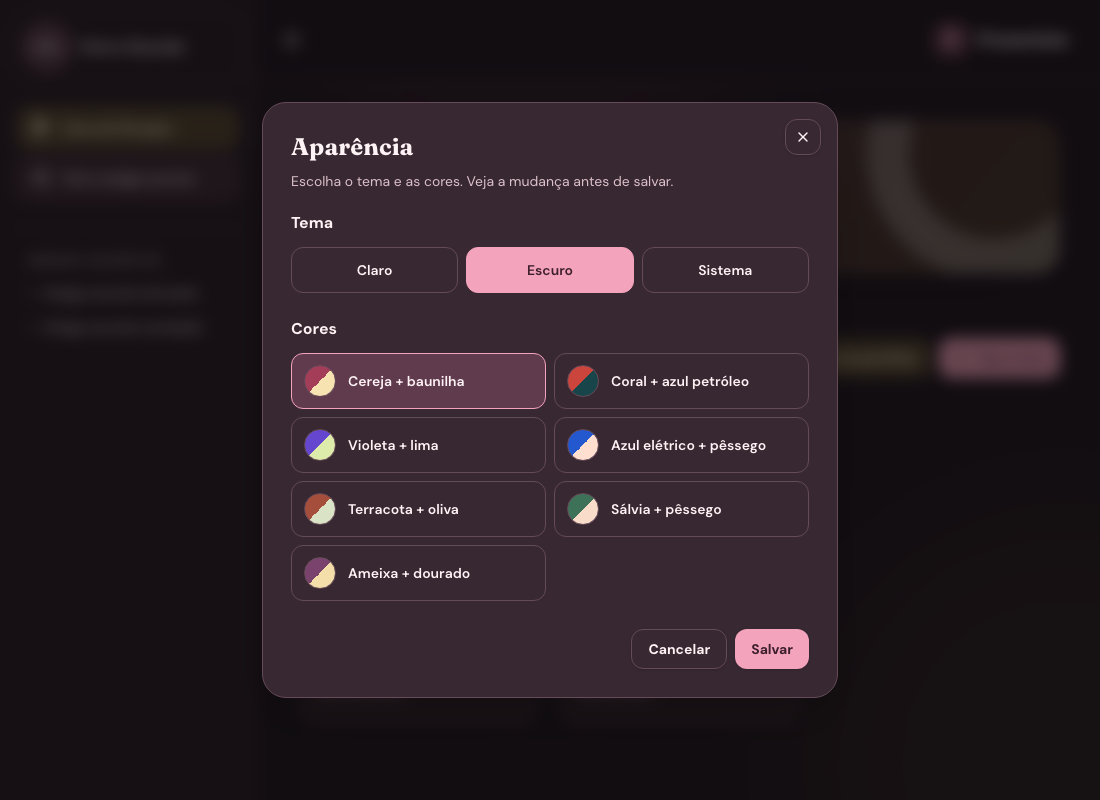 Aparência
Escolha o tema e as cores. Veja a mudança antes de salvar.
Tema
Claro
Escuro
Sistema
Cores
Cereja + baunilha
Coral + azul petróleo
Violeta + lima
Azul elétrico + pêssego
Terracota + oliva
Sálvia + pêssego
Ameixa + dourado
Cancelar
Salvar